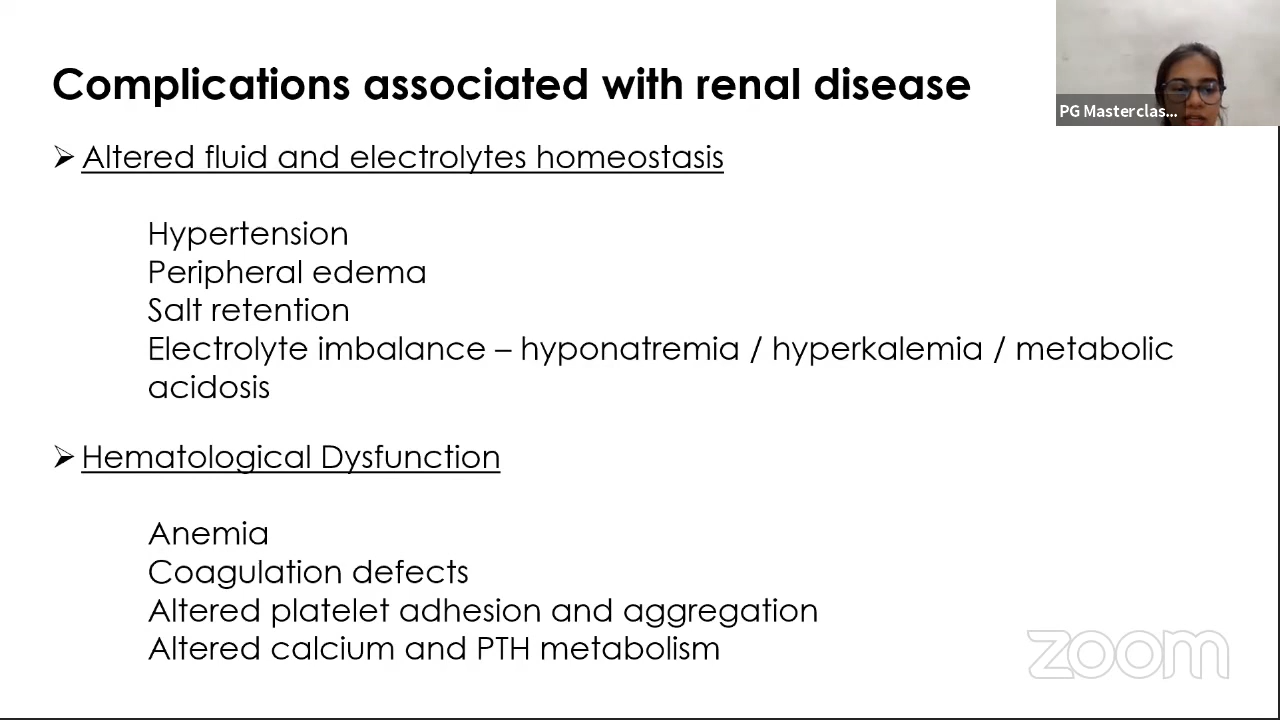 Complications associated with renal disease
PG Masterclas...
➢ Altered fluid and electrolytes homeostasis
Hypertension
Peripheral edema
Salt retention
Electrolyte imbalance – hyponatremia / hyperkalemia / metabolic
acidosis
➢ Hematological Dysfunction
Anemia
Coagulation defects
Altered platelet adhesion and aggregation
Altered calcium and PTH metabolism
zoom